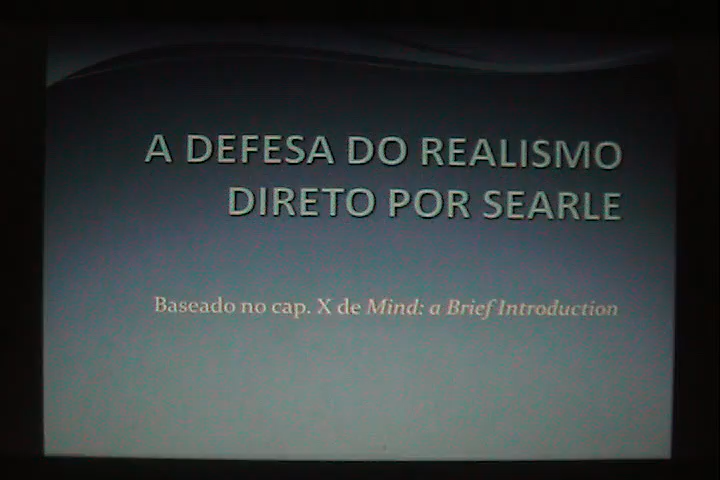 A DEFESA DO REALISMO
DIRETO POR SEARLE
Baseado no cap. X de Mind: a Brief Introduction